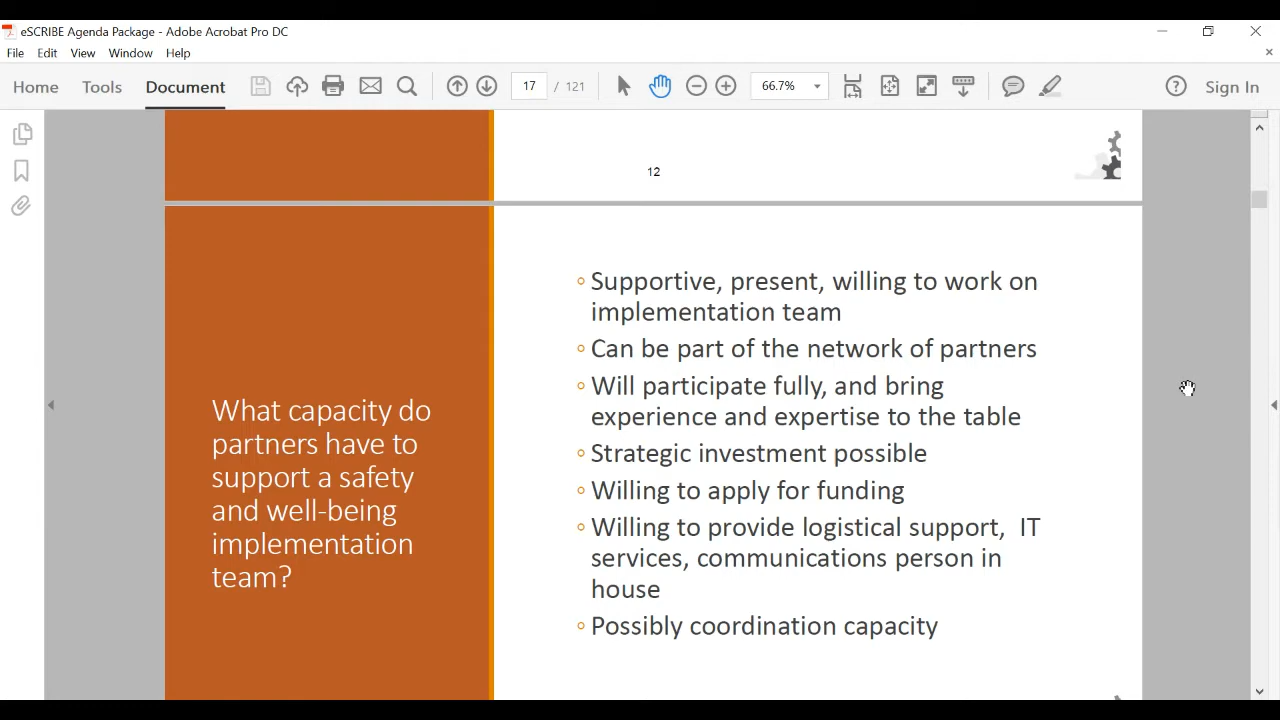 eSCRIBE Agenda Package - Adobe Acrobat Pro DC
File Edit View Window Help
Home Tools Document 17 / 121 66.7% Sign In
12
What capacity do
partners have to
support a safety
and well-being
implementation
team?
◦ Supportive, present, willing to work on
implementation team
◦ Can be part of the network of partners
◦ Will participate fully, and bring
experience and expertise to the table
◦ Strategic investment possible
◦ Willing to apply for funding
◦ Willing to provide logistical support,  IT
services, communications person in
house
◦ Possibly coordination capacity